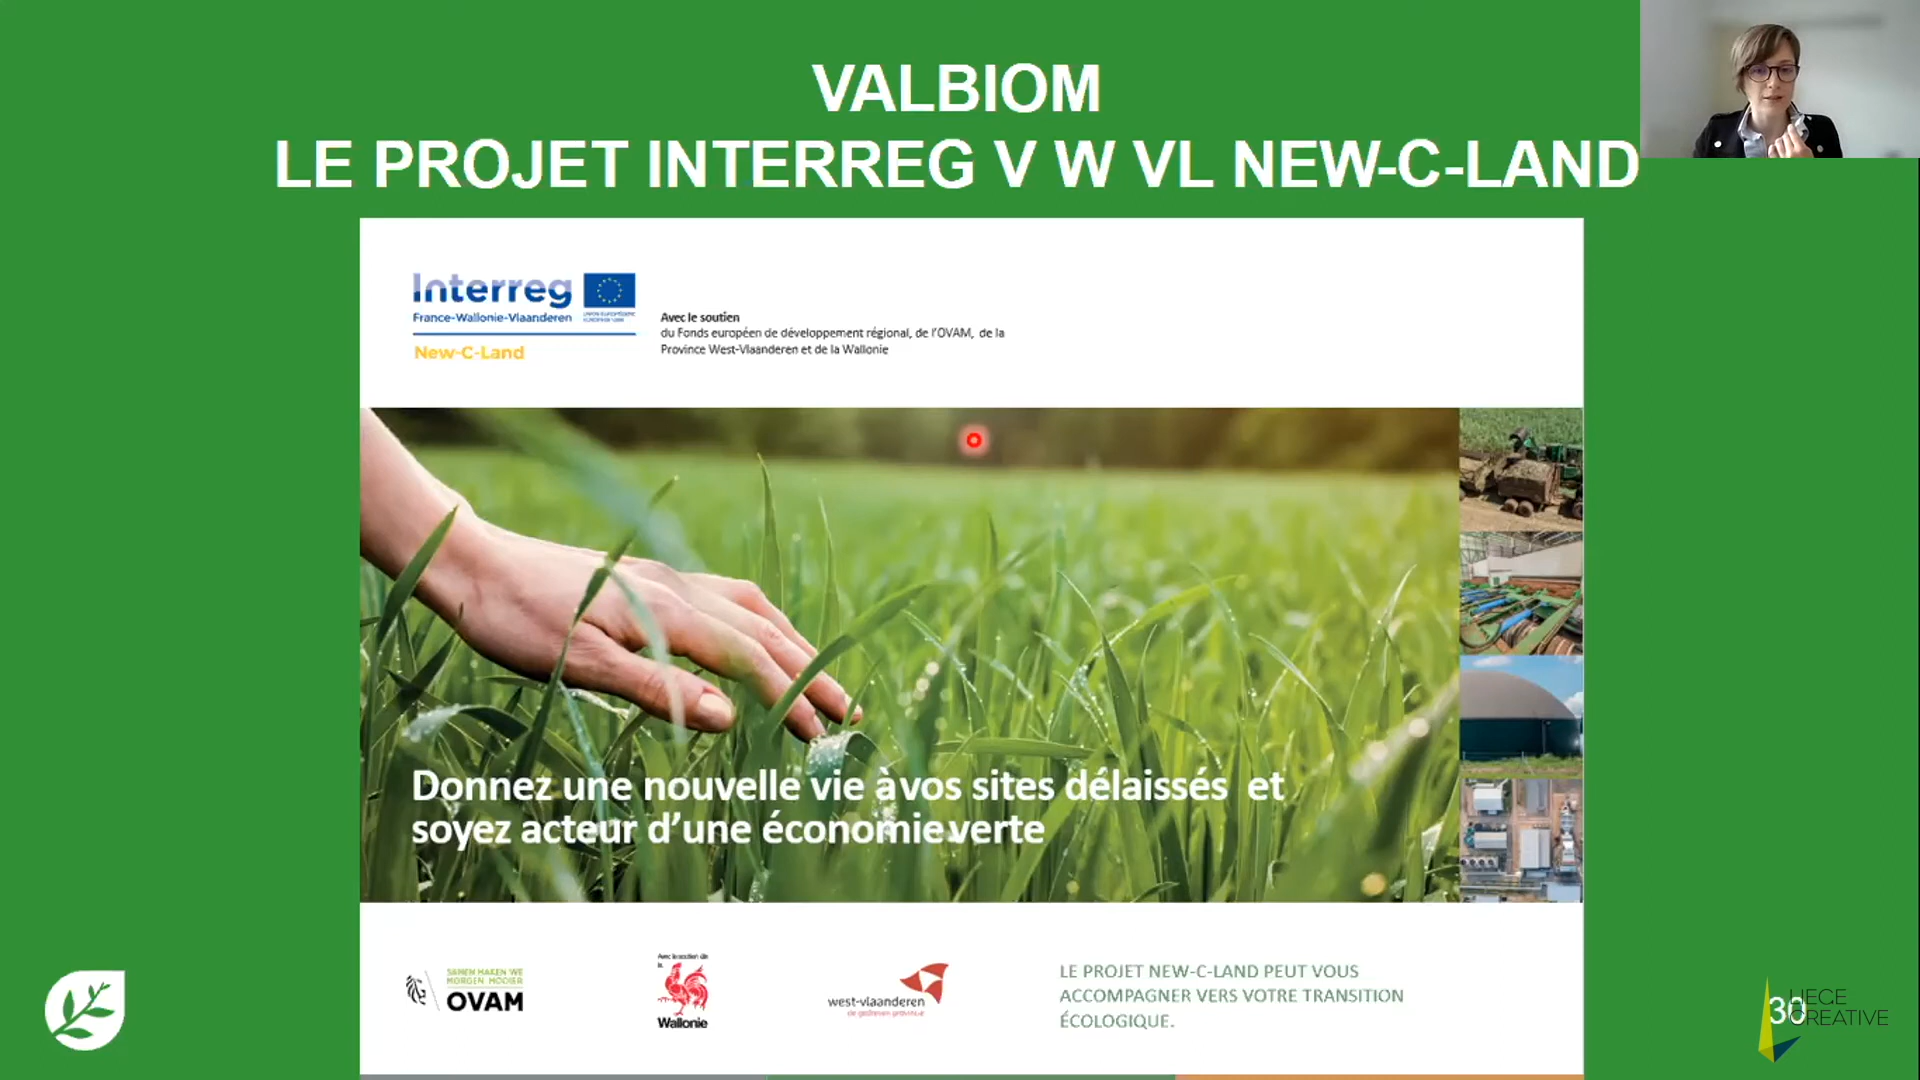 VALBIOM
LE PROJET INTERREG V W VL NEW-C-LAND
Interreg
France-Wallonie-Vlaanderen
New-C-Land
Avec le soutien
du Fonds européen de développement régional, de l'OVAM, de la
Province West-Vlaanderen et de la Wallonie
Donnez une nouvelle vie àvos sites délaissés et
soyez acteur d'une économie verte
SAMEN MAKEN WE
MORGEN MOOIER
OVAM
Avec le soutien de
la
Wallonie
west-vlaanderen
de gedreven provincie
LE PROJET NEW-C-LAND PEUT VOUS
ACCOMPAGNER VERS VOTRE TRANSITION
ÉCOLOGIQUE.
36
LIEGE
CREATIVE